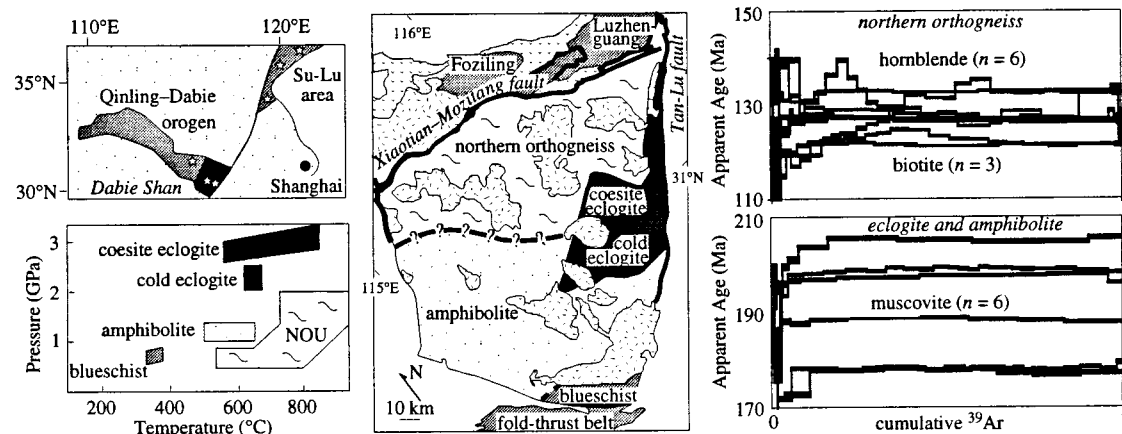 110°E
120°E
35°N
30°N
Su-Lu
area
Qinling–Dabie
orogen
Dabie Shan
Shanghai
Pressure (GPa)
3
2
1
coesite eclogite
cold eclogite
amphibolite
NOU
blueschist
200
400
600
800
Temperature (°C)
116°E
Luzhen-
guang
Foziling
Xiaotian–Mozitang fault
Tan-Lu fault
northern orthogneiss
31°N
coesite
eclogite
? ? ? ? ? ?
cold
eclogite
115°E
amphibolite
N
10 km
blueschist
fold-thrust belt
Apparent Age (Ma)
150
130
110
northern orthogneiss
hornblende (n = 6)
biotite (n = 3)
Apparent Age (Ma)
210
190
170
eclogite and amphibolite
muscovite (n = 6)
0
cumulative ³⁹Ar
1